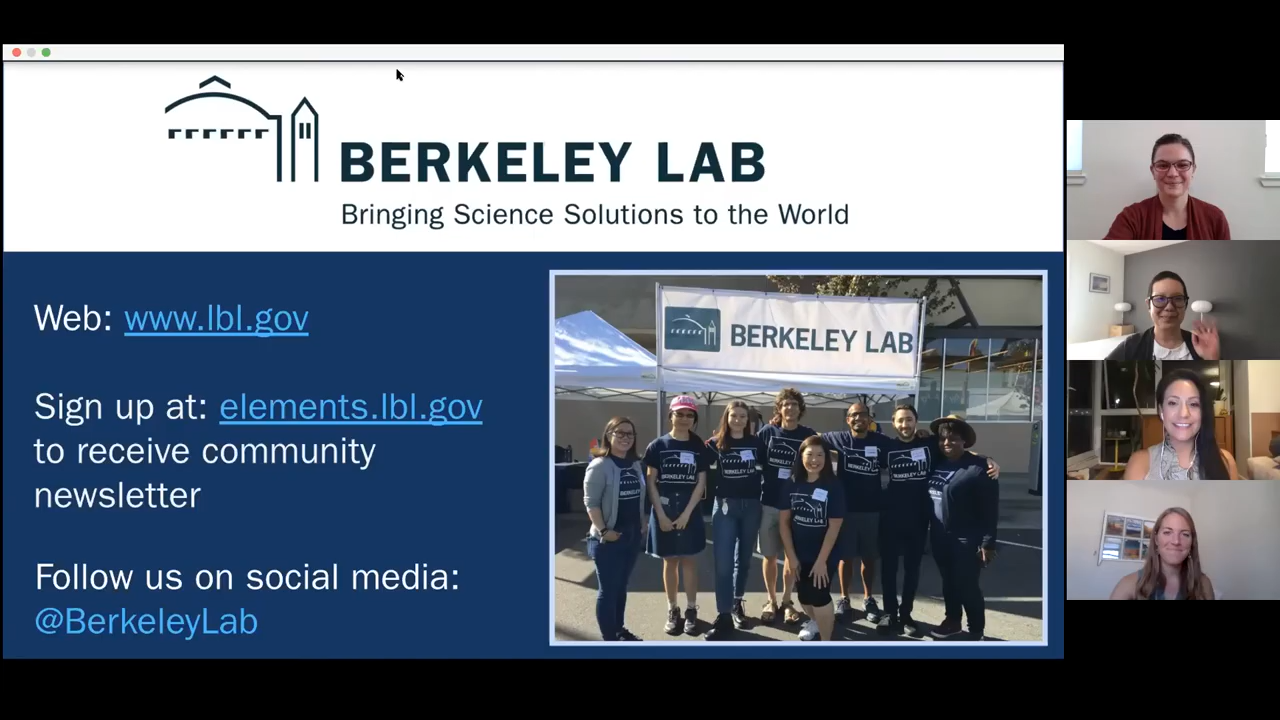 BERKELEY LAB
Bringing Science Solutions to the World
Web: www.lbl.gov
Sign up at: elements.lbl.gov
to receive community
newsletter
Follow us on social media:
@BerkeleyLab
BERKELEY LAB